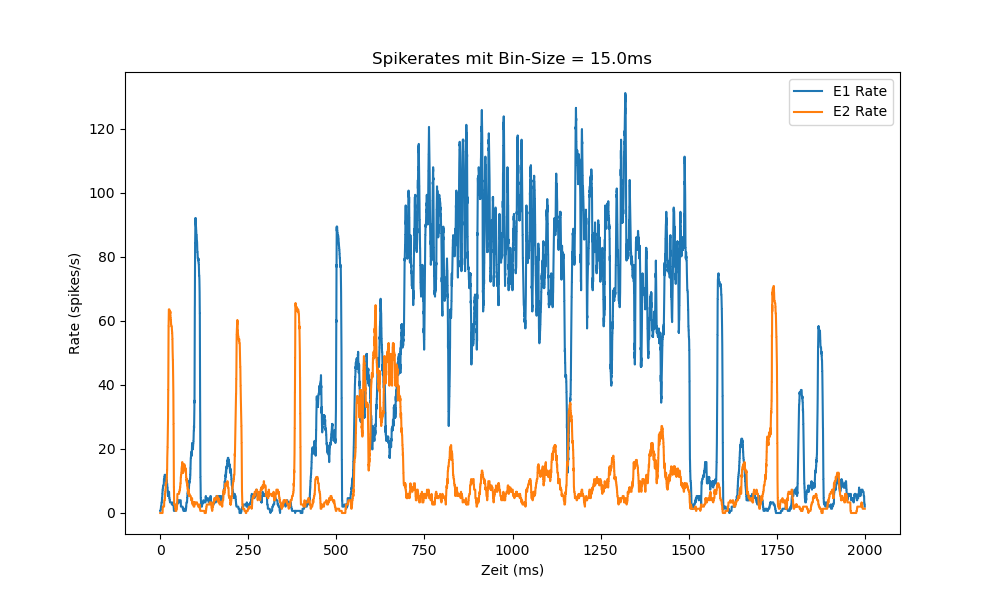 Spikerates mit Bin-Size = 15.0ms
E1 Rate
E2 Rate
Rate (spikes/s)
120
100
80
60
40
20
0
0 250 500 750 1000 1250 1500 1750 2000
Zeit (ms)